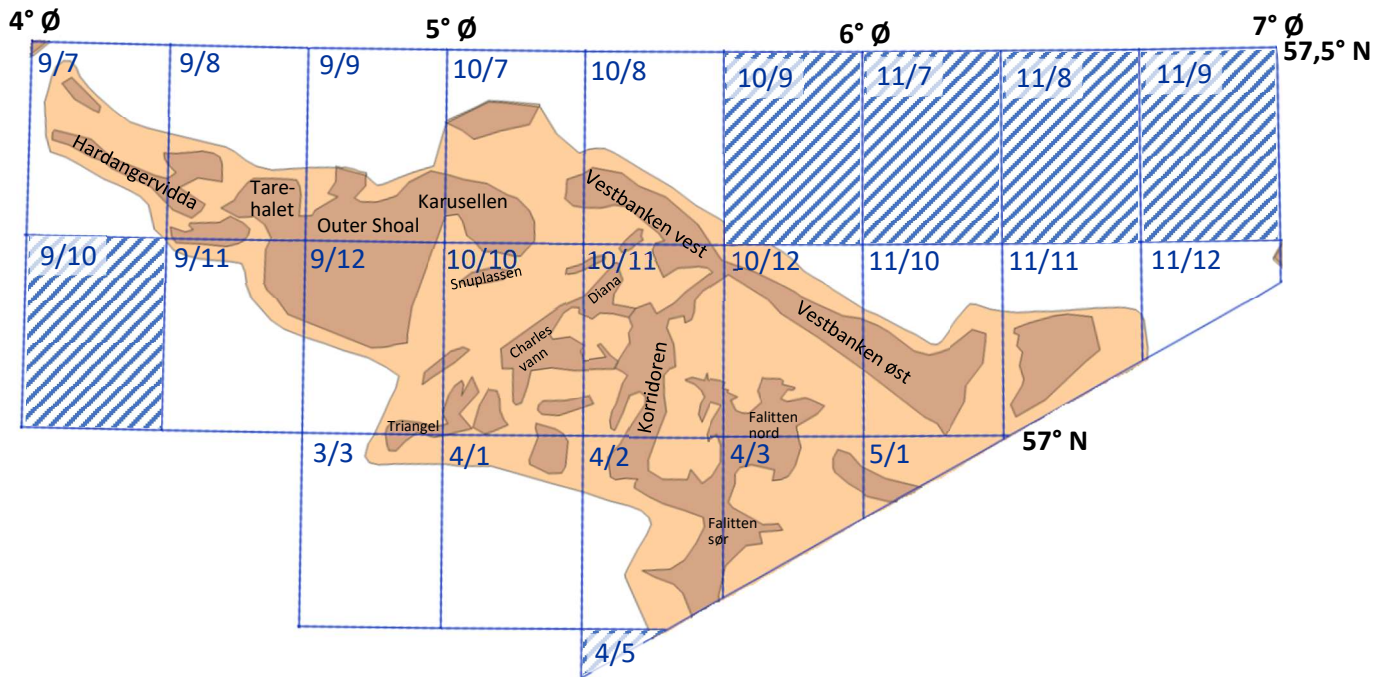 4° Ø
5° Ø
6° Ø
7° Ø
57,5° N
9/7
9/8
9/9
10/7
10/8
10/9
11/7
11/8
11/9
Hardangervidda
Tare-
halet
Outer Shoal
Karusellen
Vestbanken vest
9/10
9/11
9/12
10/10
10/11
10/12
11/10
11/11
11/12
Snuplassen
Diana
Charles
vann
Korridoren
Vestbanken øst
Triangel
Falitten
nord
57° N
3/3
4/1
4/2
4/3
5/1
Falitten
sør
4/5